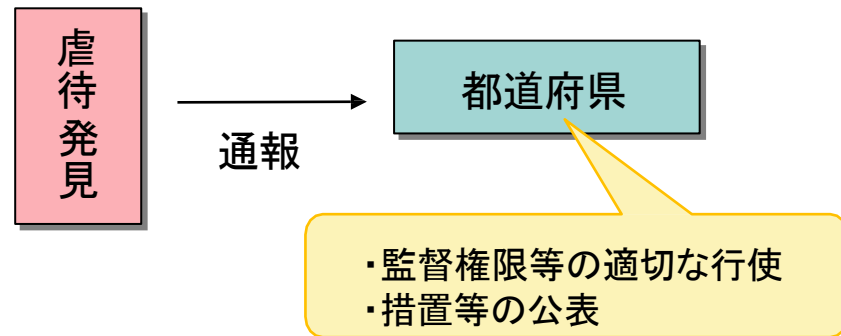 虐待発見
通報
都道府県
・監督権限等の適切な行使
・措置等の公表